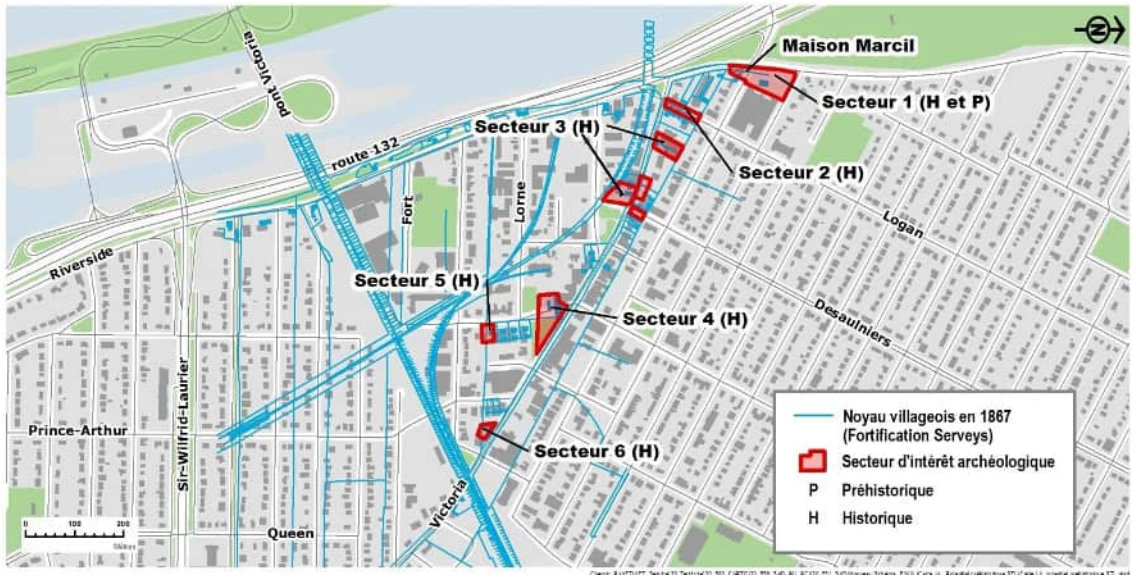 Maison Marcil
N
pont Victoria
Secteur 1 (H et P)
Secteur 3 (H)
route 132
Secteur 2 (H)
Lorne
Fort
Logan
Riverside
Secteur 5 (H)
Secteur 4 (H)
Desaulniers
Noyau villageois en 1867
(Fortification Serveys)
Secteur d'intérêt archéologique
P Préhistorique
H Historique
Prince-Arthur
Sir-Wilfrid-Laurier
Secteur 6 (H)
Victoria
0 100 200
Queen